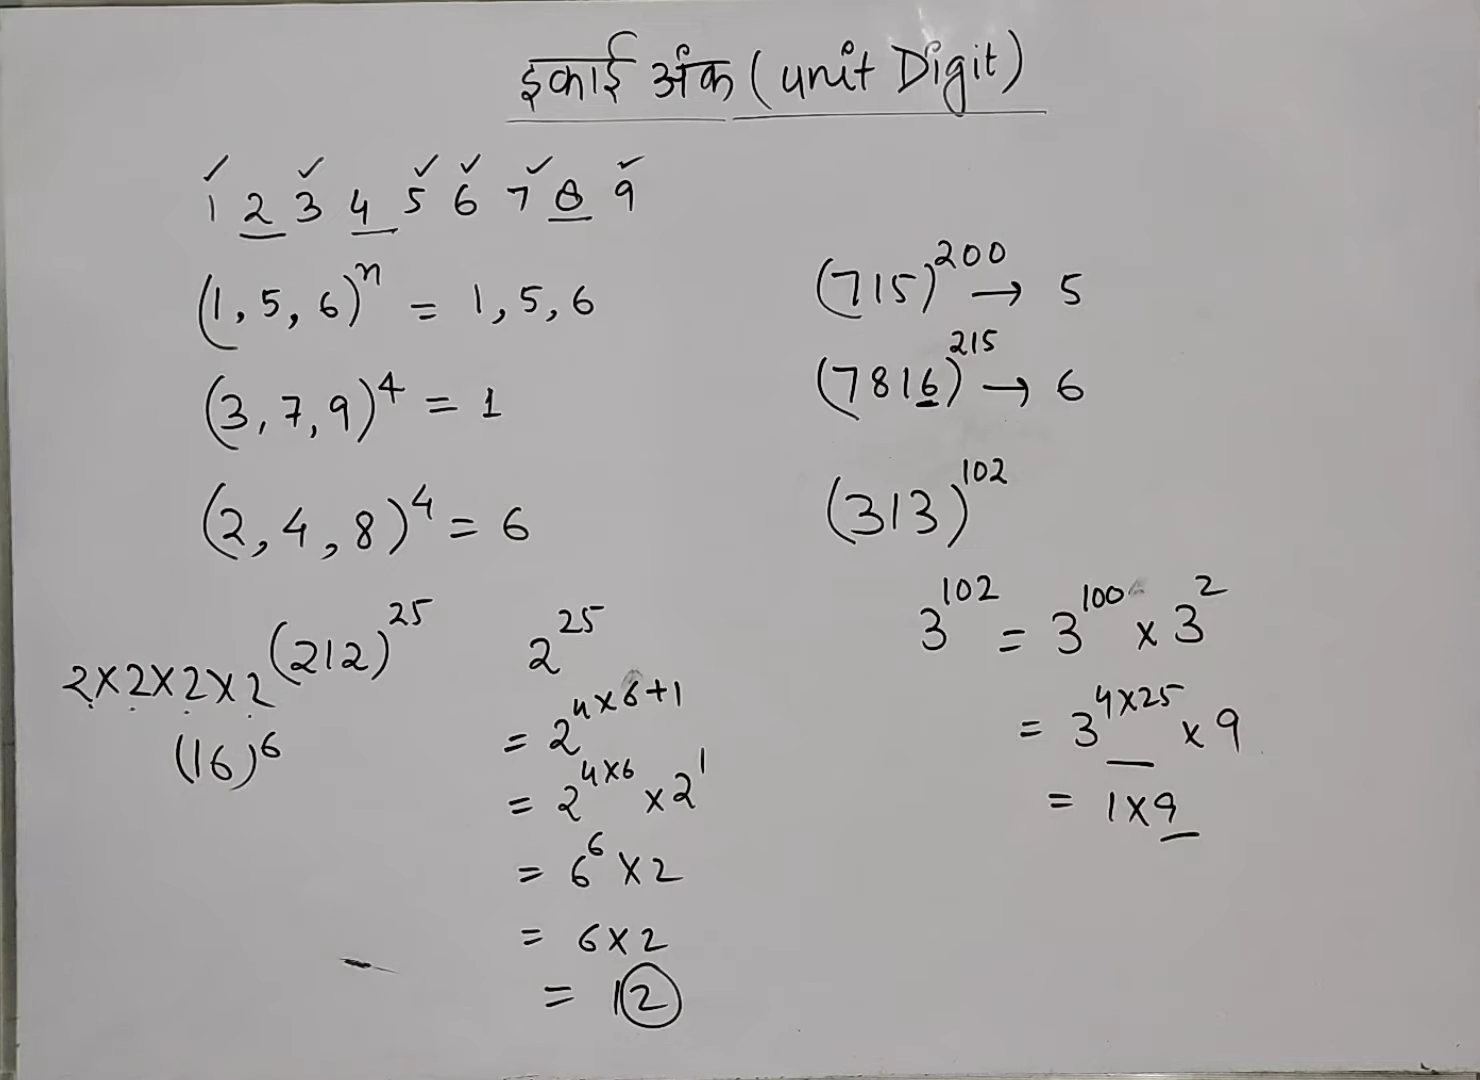 इकाई अंक (unit Digit)
1 2 3 4 5 6 7 8 9
(1, 5, 6)^n = 1, 5, 6
(3, 7, 9)^4 = 1
(2, 4, 8)^4 = 6
(212)^25
2×2×2×2
(16)^6
2^25
= 2^4×6+1
= 2^4×6 × 2^1
= 6^6 × 2
= 6×2
= 12
(715)^200 → 5
(7816)^215 → 6
(313)^102
3^102 = 3^100 × 3^2
= 3^4×25 × 9
= 1×9